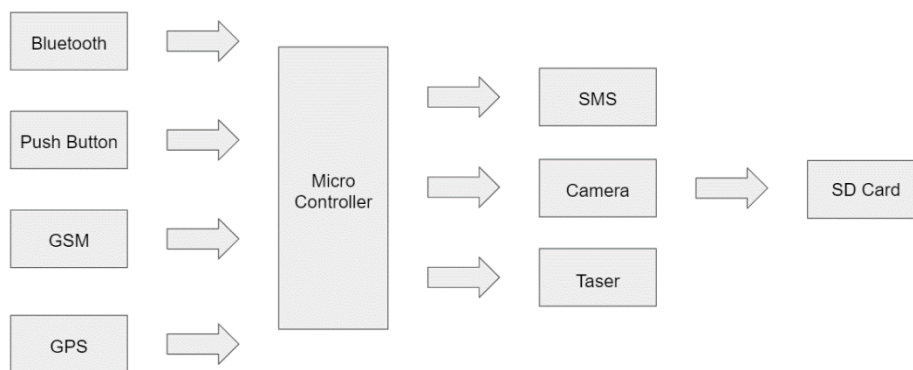 Bluetooth
Push Button
GSM
GPS
Micro
Controller
SMS
Camera
Taser
SD Card